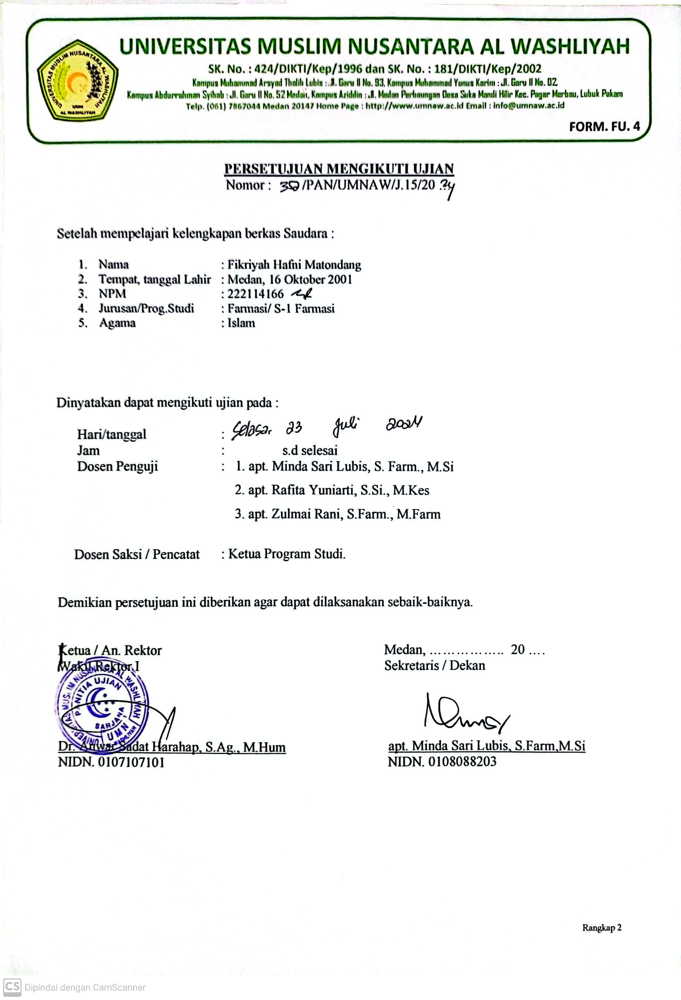 UNIVERSITAS MUSLIM NUSANTARA AL WASHLIYAH
SK. No. : 424/DIKTI/Kep/1996 dan SK. No. : 181/DIKTI/Kep/2002
Kampus Muhammad Arsyad Thalib Lubis : Jl. Garu II No. 93, Kampus Muhammad Yunus Karim : Jl. Garu II No. 02,
Kampus Abdurrahman Syihab : Jl. Garu II No. 52 Medan, Kampus Aziddin : Jl. Medan Perbaungan Desa Suka Mandi Hilir Kec. Pagar Merbau, Lubuk Pakam
Telp. (061) 7867044 Medan 20147 Home Page : http://www.umnaw.ac.id Email : info@umnaw.ac.id
FORM. FU. 4
UNIVERSITAS MUSLIM NUSANTARA AL WASHLIYAH
UMN
AL WASHLIYAH
PERSETUJUAN MENGIKUTI UJIAN
Nomor : /PAN/UMNAW/J.15/20 24
Setelah mempelajari kelengkapan berkas Saudara :
1. Nama : Fikriyah Hafni Matondang
2. Tempat, tanggal Lahir : Medan, 16 Oktober 2001
3. NPM : 222114166
4. Jurusan/Prog.Studi : Farmasi/ S-1 Farmasi
5. Agama : Islam
Dinyatakan dapat mengikuti ujian pada :
Hari/tanggal : Selasa, 23 Juli 2024
Jam : s.d selesai
Dosen Penguji : 1. apt. Minda Sari Lubis, S. Farm., M.Si
2. apt. Rafita Yuniarti, S.Si., M.Kes
3. apt. Zulmai Rani, S.Farm., M.Farm
Dosen Saksi / Pencatat : Ketua Program Studi.
Demikian persetujuan ini diberikan agar dapat dilaksanakan sebaik-baiknya.
Ketua / An. Rektor
Wakil Rektor I
UNIVERSITAS MUSLIM NUSANTARA AL WASHLIYAH
PANITIA UJIAN
SARJANA
UMN
AL WASHLIYAH
Dr. Anwar Sadat Harahap, S.Ag., M.Hum
NIDN. 0107107101
Medan, ................. 20 ....
Sekretaris / Dekan
apt. Minda Sari Lubis, S.Farm,M.Si
NIDN. 0108088203
Rangkap 2
CS Dipindai dengan CamScanner